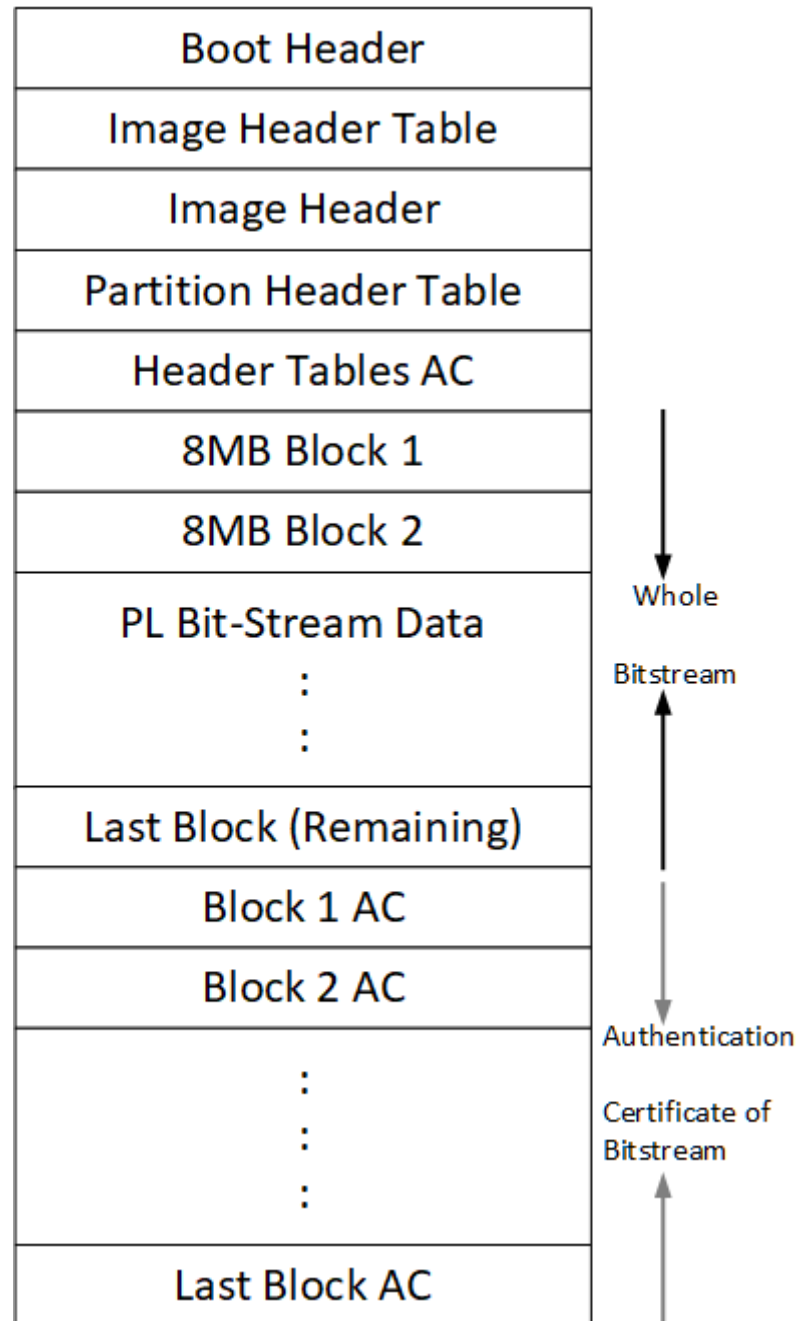 Boot Header
Image Header Table
Image Header
Partition Header Table
Header Tables AC
8MB Block 1
8MB Block 2
PL Bit-Stream Data
:
:
Last Block (Remaining)
Block 1 AC
Block 2 AC
:
:
:
Last Block AC
Whole
Bitstream
Authentication
Certificate of
Bitstream